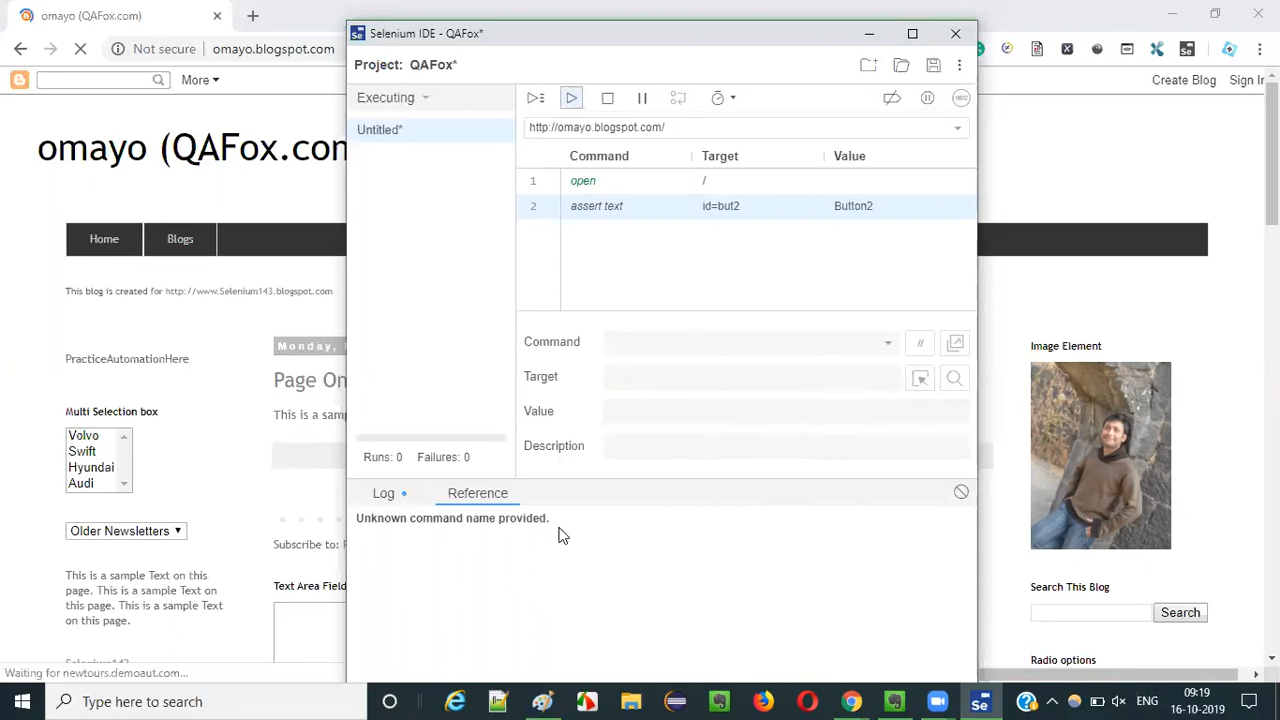 omayo (QAFox.com)
Not secure
omayo.blogspot.com
More
Create Blog
Sign In
omayo (QAFox.com
Home
Blogs
This blog is created for http://www.Selenium143.blogspot.com
PracticeAutomationHere
Multi Selection box
Volvo
Swift
Hyundai
Audi
Older Newsletters
This is a sample Text on this
page. This is a sample Text
on this page. This is a sample Text
on this page.
Selenium143
Monday,
Page On
This is a sam
Subscribe to:
Text Area Field
Selenium IDE - QAFox*
Project: QAFox*
Executing
Untitled*
REC
http://omayo.blogspot.com/
Command Target Value
1 open /
2 assert text id=but2 Button2
Command
//
Target
Value
Description
Runs: 0 Failures: 0
Log
Reference
Unknown command name provided.
Image Element
Search This Blog
Search
Radio options
Waiting for newtours.demoaut.com...
Type here to search
ENG
09:19
16-10-2019